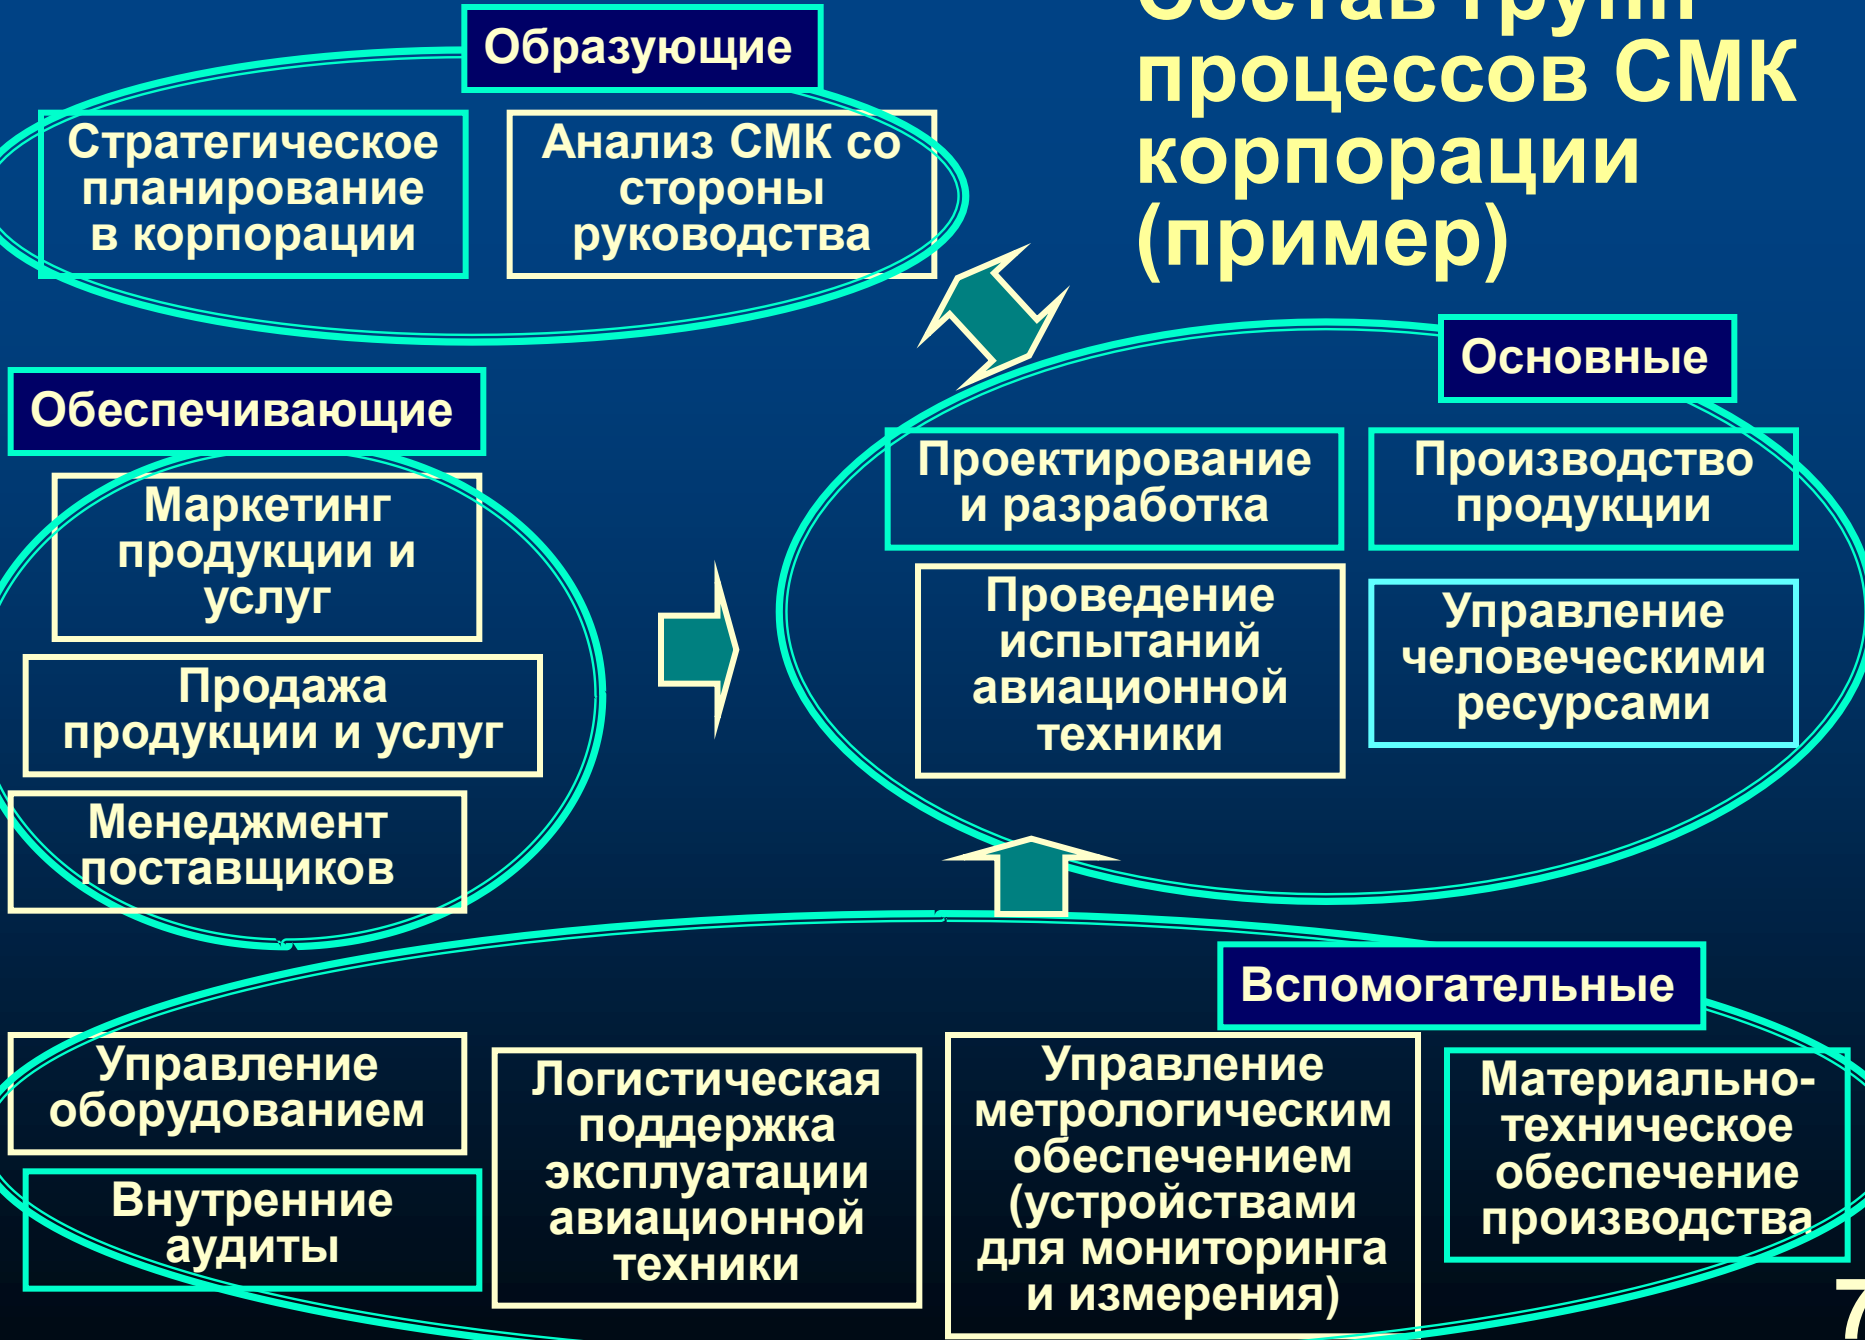 Состав групп
процессов СМК
корпорации
(пример)
Образующие
Стратегическое
планирование
в корпорации
Анализ СМК со
стороны
руководства
Обеспечивающие
Маркетинг
продукции и
услуг
Продажа
продукции и услуг
Менеджмент
поставщиков
Основные
Проектирование
и разработка
Производство
продукции
Проведение
испытаний
авиационной
техники
Управление
человеческими
ресурсами
Вспомогательные
Управление
оборудованием
Внутренние
аудиты
Логистическая
поддержка
эксплуатации
авиационной
техники
Управление
метрологическим
обеспечением
(устройствами
для мониторинга
и измерения)
Материально-
техническое
обеспечение
производства
7